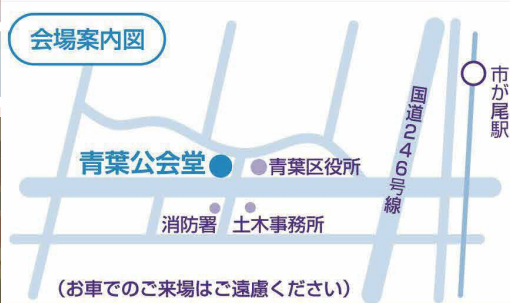 会場案内図
市が尾駅
国道246号線
青葉公会堂
青葉区役所
消防署
土木事務所
(お車でのご来場はご遠慮ください)